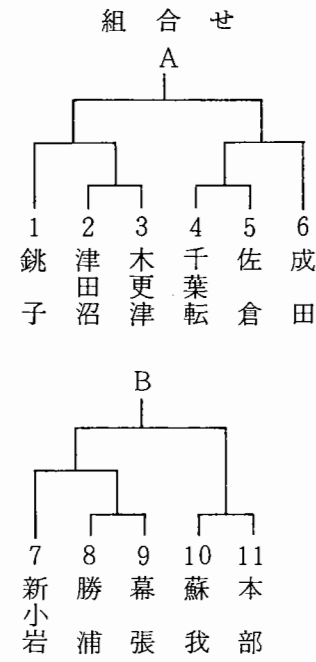 組合せ
A
1 2 3 4 5 6
銚子
津田沼
木更津
千葉転
佐倉
成田
B
7 8 9 10 11
新小岩
勝浦
幕張
蘇我
本部